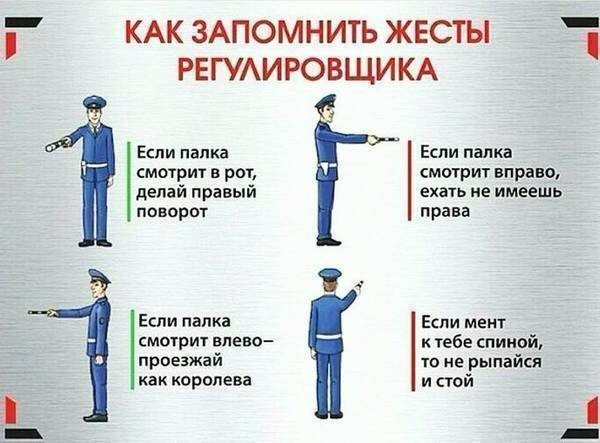 КАК ЗАПОМНИТЬ ЖЕСТЫ
РЕГУЛИРОВЩИКА
Если палка
смотрит в рот,
делай правый
поворот
Если палка
смотрит вправо,
ехать не имеешь
права
Если палка
смотрит влево–
проезжай
как королева
Если мент
к тебе спиной,
то не рыпайся
и стой